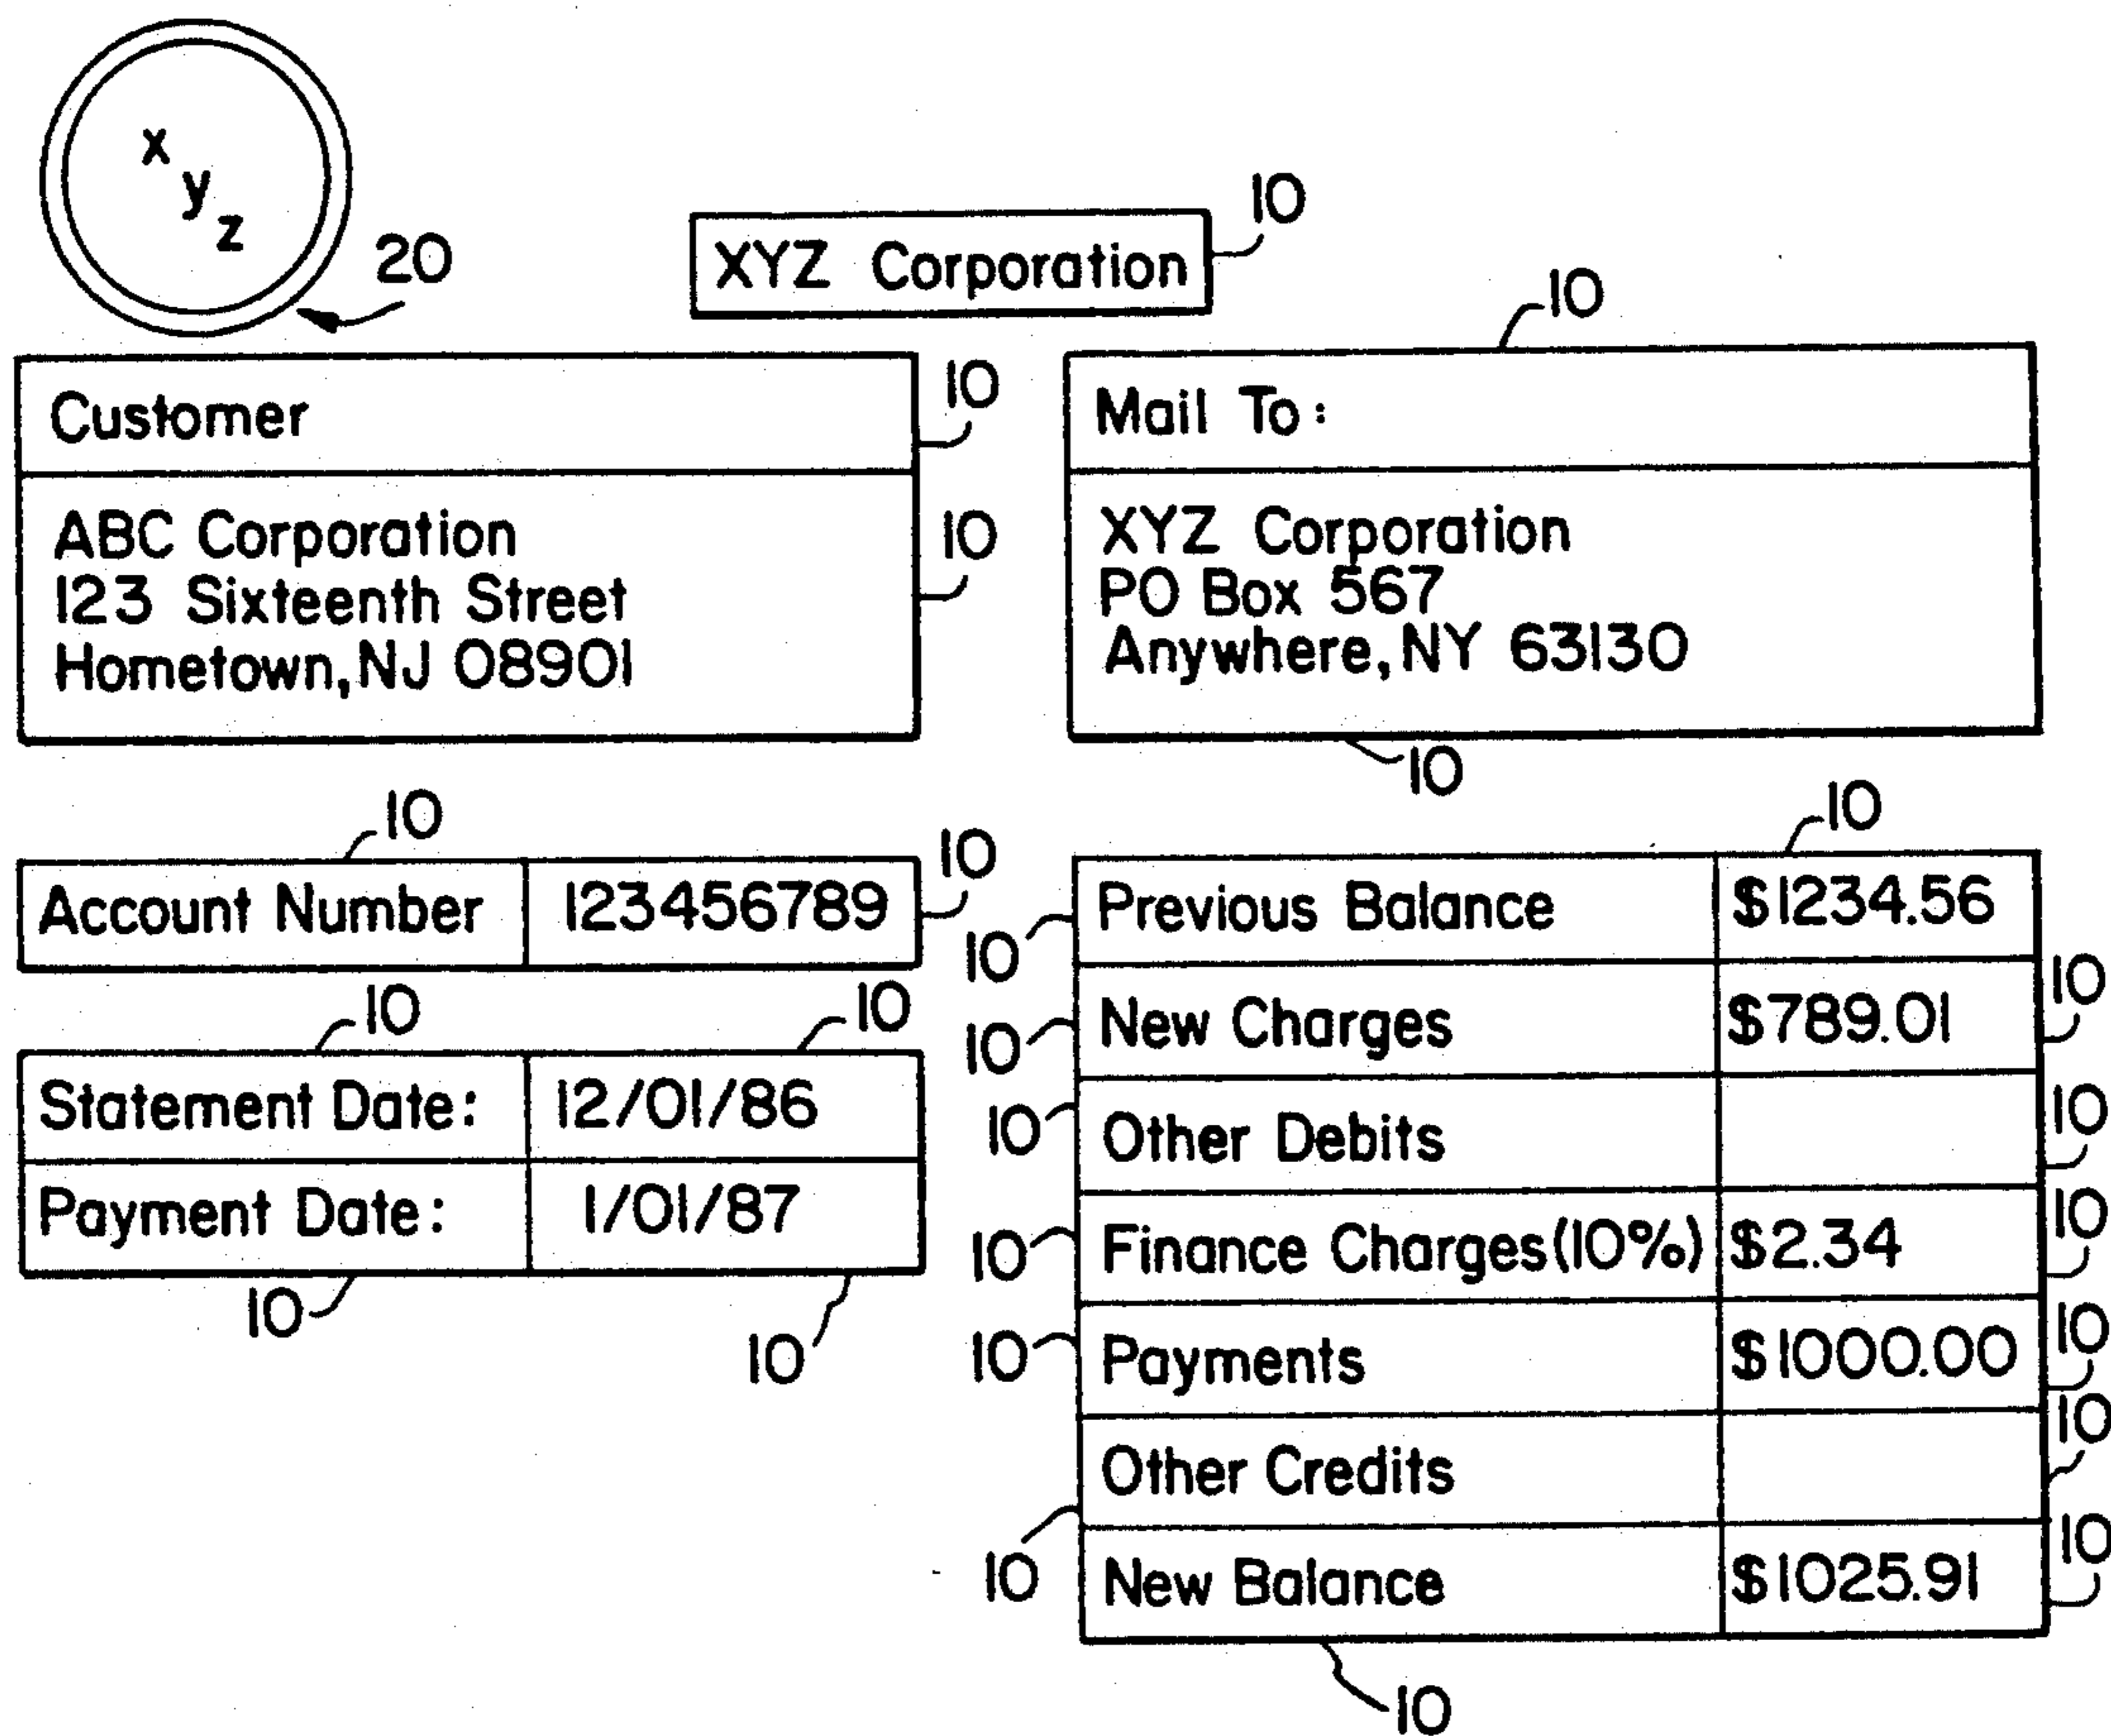 x
y
z
20
XYZ Corporation
10
10
Customer
10
ABC Corporation
123 Sixteenth Street
Hometown, NJ 08901
10
Mail To:
XYZ Corporation
PO Box 567
Anywhere, NY 63130
10
10
Account Number 123456789
10
10
10
Statement Date: 12/01/86
Payment Date: 1/01/87
10
10
10
10 Previous Balance $1234.56
10 New Charges $789.01 10
10 Other Debits 10
10 Finance Charges(10%) $2.34 10
10 Payments $1000.00 10
Other Credits 10
10 New Balance $1025.91 10
10